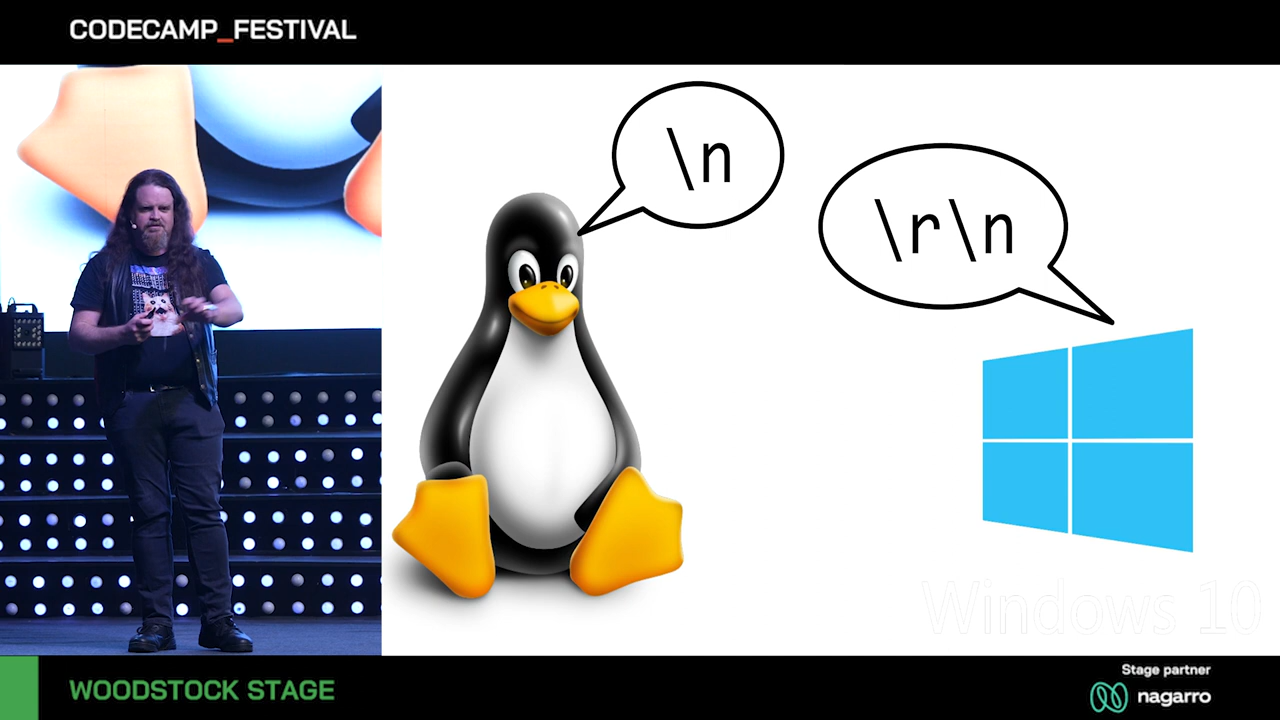 CODECAMP_FESTIVAL
\n
\r\n
Windows 10
WOODSTOCK STAGE
Stage partner
nagarro